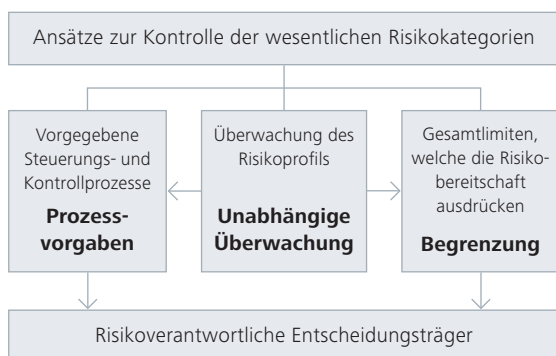 Ansätze zur Kontrolle der wesentlichen Risikokategorien
Vorgegebene
Steuerungs- und
Kontrollprozesse
Prozess-
vorgaben
Überwachung des
Risikoprofils
Unabhängige
Überwachung
Gesamtlimiten,
welche die Risiko-
bereitschaft
ausdrücken
Begrenzung
Risikoverantwortliche Entscheidungsträger